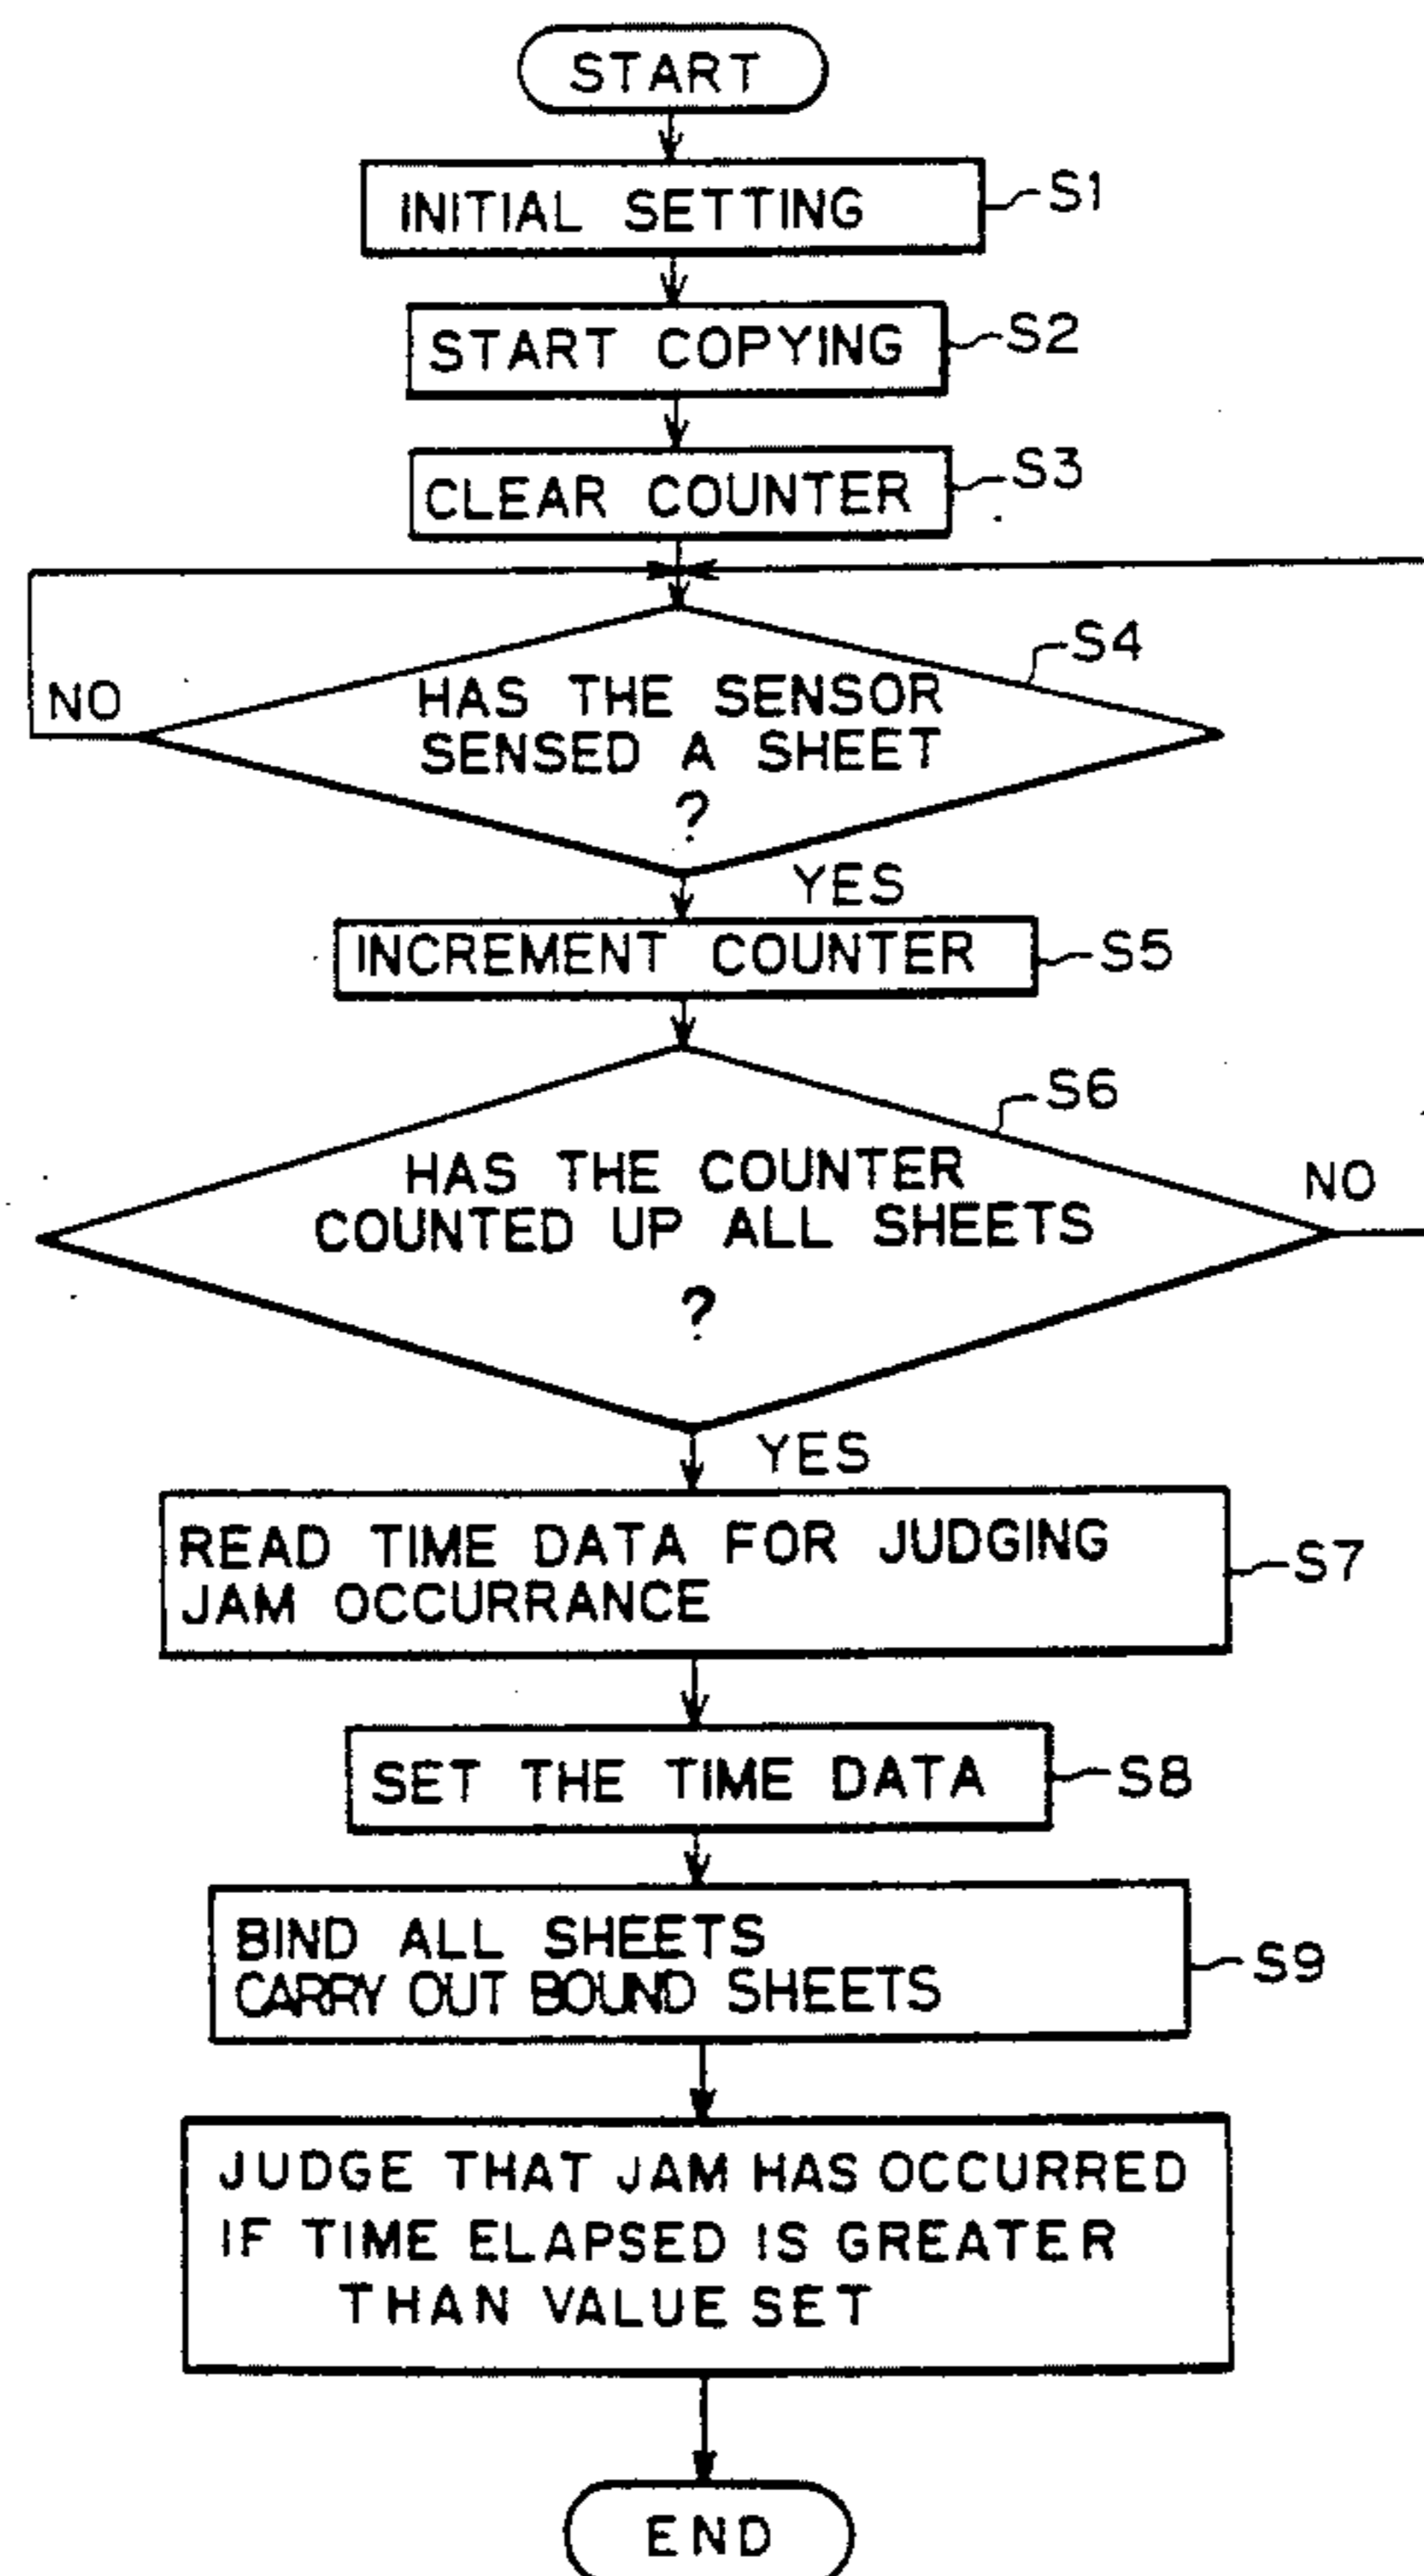 START
INITIAL SETTING
S1
START COPYING
S2
CLEAR COUNTER
S3
S4
NO
HAS THE SENSOR
SENSED A SHEET
?
YES
INCREMENT COUNTER
S5
S6
HAS THE COUNTER
NO
COUNTED UP ALL SHEETS
?
YES
READ TIME DATA FOR JUDGING
JAM OCCURRANCE
S7
SET THE TIME DATA
S8
BIND ALL SHEETS
CARRY OUT BOUND SHEETS
S9
JUDGE THAT JAM HAS OCCURRED
IF TIME ELAPSED IS GREATER
THAN VALUE SET
END